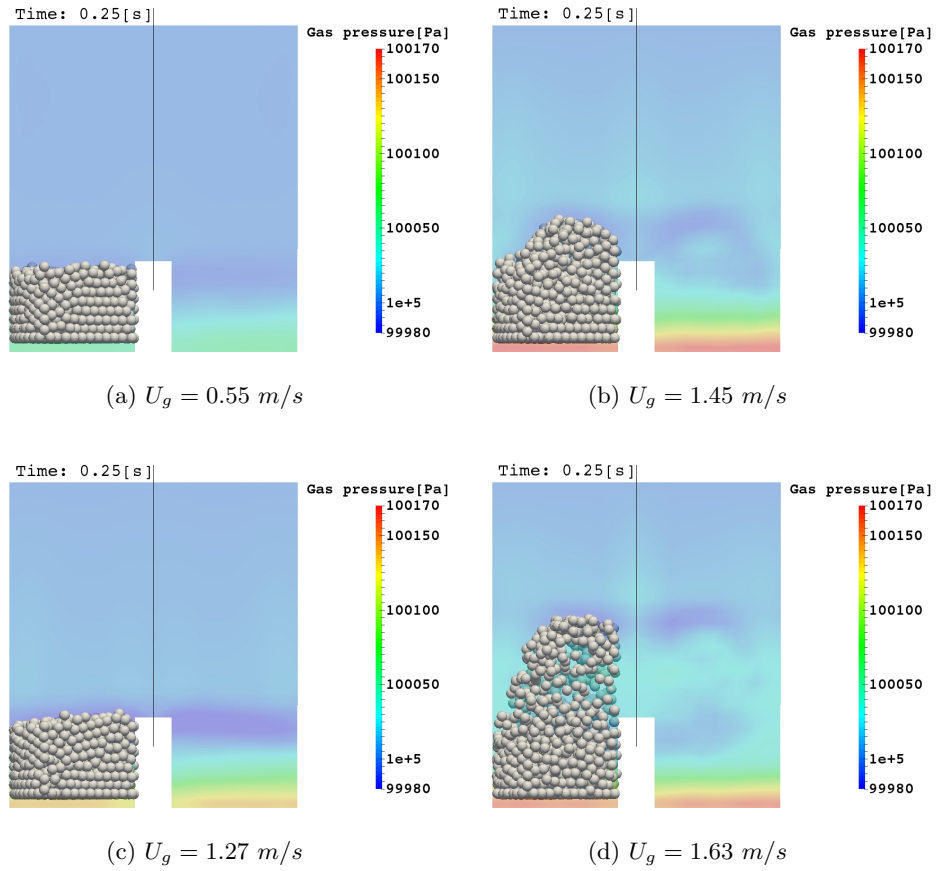 Time: 0.25[s]
Gas pressure[Pa]
100170
100150
100100
100050
1e+5
99980
(a) U_g = 0.55 m/s
Time: 0.25[s]
Gas pressure[Pa]
100170
100150
100100
100050
1e+5
99980
(b) U_g = 1.45 m/s
Time: 0.25[s]
Gas pressure[Pa]
100170
100150
100100
100050
1e+5
99980
(c) U_g = 1.27 m/s
Time: 0.25[s]
Gas pressure[Pa]
100170
100150
100100
100050
1e+5
99980
(d) U_g = 1.63 m/s